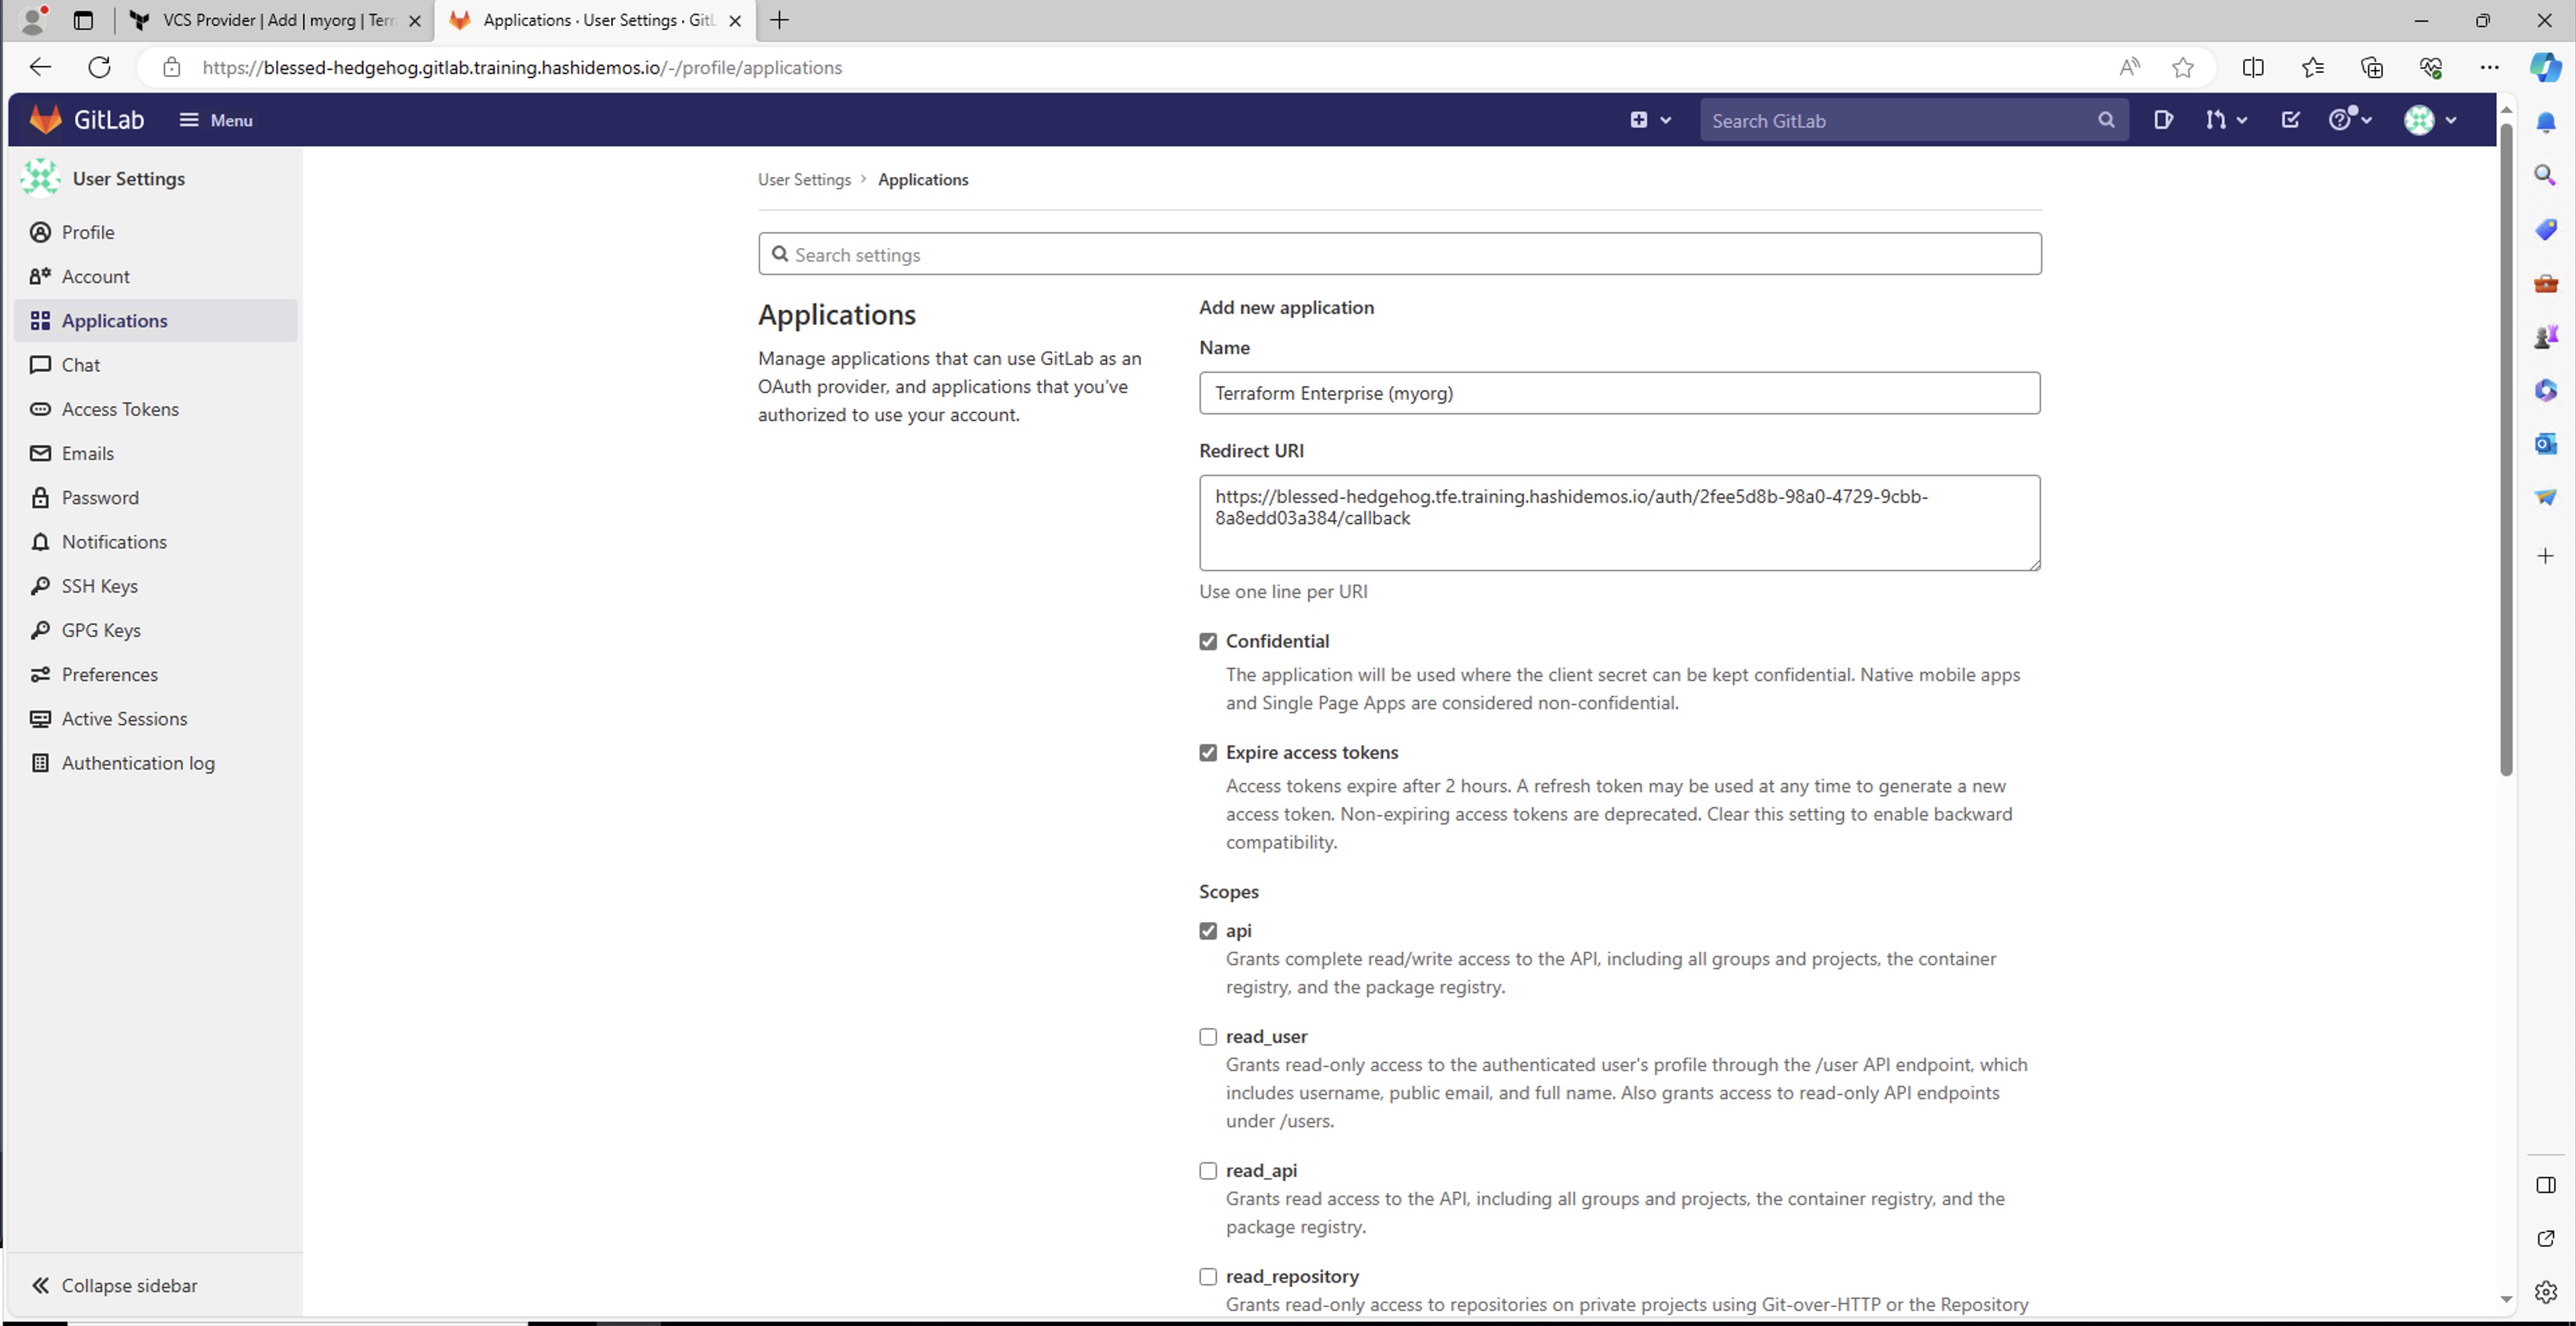 VCS Provider | Add | myorg | Terr
Applications · User Settings · GitL
https://blessed-hedgehog.gitlab.training.hashidemos.io/-/profile/applications
GitLab
Menu
Search GitLab
User Settings
Profile
Account
Applications
Chat
Access Tokens
Emails
Password
Notifications
SSH Keys
GPG Keys
Preferences
Active Sessions
Authentication log
Collapse sidebar
User Settings > Applications
Search settings
Applications
Manage applications that can use GitLab as an
OAuth provider, and applications that you've
authorized to use your account.
Add new application
Name
Terraform Enterprise (myorg)
Redirect URI
https://blessed-hedgehog.tfe.training.hashidemos.io/auth/2fee5d8b-98a0-4729-9cbb-
8a8edd03a384/callback
Use one line per URI
Confidential
The application will be used where the client secret can be kept confidential. Native mobile apps
and Single Page Apps are considered non-confidential.
Expire access tokens
Access tokens expire after 2 hours. A refresh token may be used at any time to generate a new
access token. Non-expiring access tokens are deprecated. Clear this setting to enable backward
compatibility.
Scopes
api
Grants complete read/write access to the API, including all groups and projects, the container
registry, and the package registry.
read_user
Grants read-only access to the authenticated user's profile through the /user API endpoint, which
includes username, public email, and full name. Also grants access to read-only API endpoints
under /users.
read_api
Grants read access to the API, including all groups and projects, the container registry, and the
package registry.
read_repository
Grants read-only access to repositories on private projects using Git-over-HTTP or the Repository